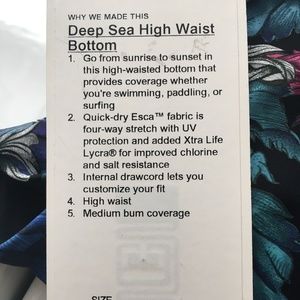 WHY WE MADE THIS
Deep Sea High Waist
Bottom
1. Go from sunrise to sunset in
this high-waisted bottom that
provides coverage whether
you're swimming, paddling, or
surfing
2. Quick-dry Esca™ fabric is
four-way stretch with UV
protection and added Xtra Life
Lycra® for improved chlorine
and salt resistance
3. Internal drawcord lets you
customize your fit
4. High waist
5. Medium bum coverage
SIZE